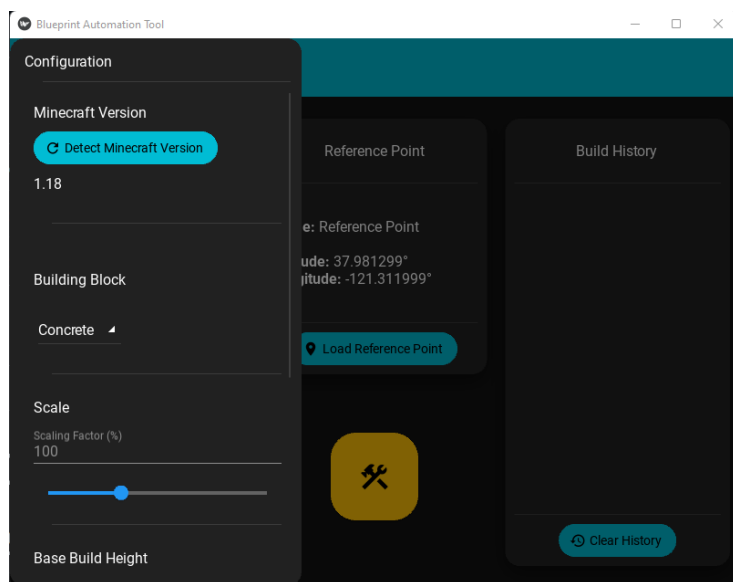 Blueprint Automation Tool
Configuration
Minecraft Version
Detect Minecraft Version
1.18
Building Block
Concrete
Scale
Scaling Factor (%)
100
Base Build Height
Reference Point
e: Reference Point
ude: 37.981299°
gitude: -121.311999°
Load Reference Point
Build History
Clear History